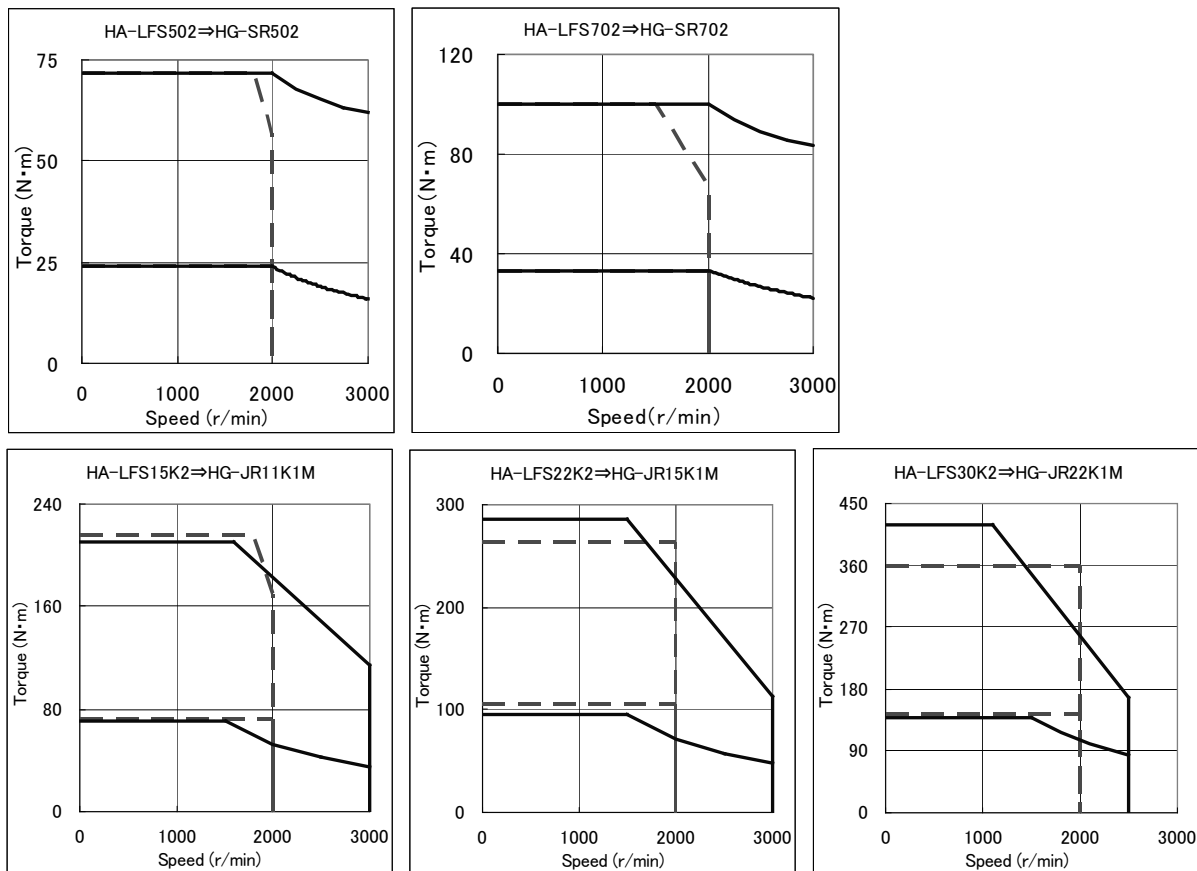 HA-LFS502⇒HG-SR502
75
50
25
0
Torque (N・m)
0 1000 2000 3000
Speed (r/min)
HA-LFS702⇒HG-SR702
120
80
40
0
Torque (N・m)
0 1000 2000 3000
Speed(r/min)
HA-LFS15K2⇒HG-JR11K1M
240
160
80
0
Torque (N・m)
0 1000 2000 3000
Speed (r/min)
HA-LFS22K2⇒HG-JR15K1M
300
200
100
0
Torque (N・m)
0 1000 2000 3000
Speed (r/min)
HA-LFS30K2⇒HG-JR22K1M
450
360
270
180
90
0
Torque (N・m)
0 1000 2000 3000
Speed (r/min)